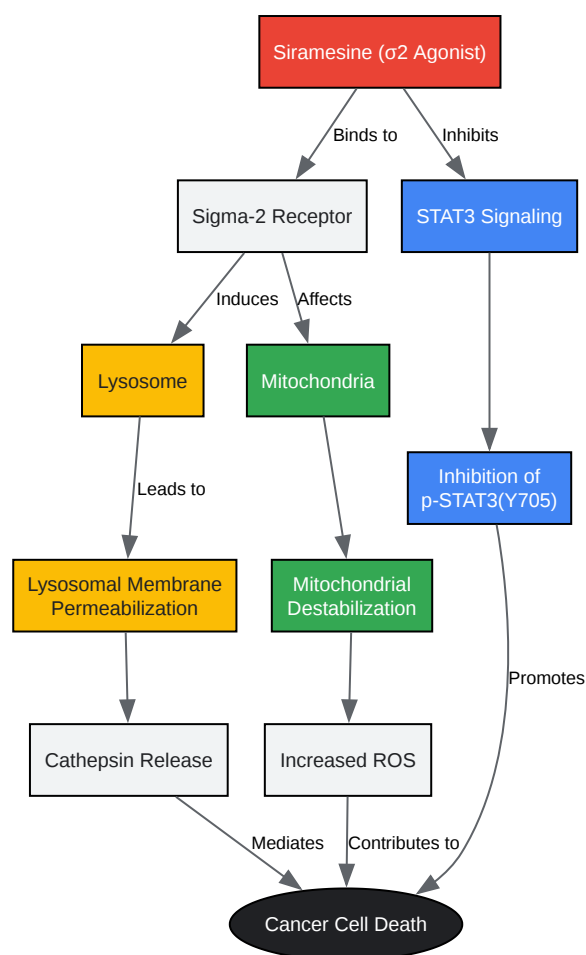 Siramesine (σ2 Agonist)
Binds to
Inhibits
Sigma-2 Receptor
STAT3 Signaling
Induces
Affects
Lysosome
Mitochondria
Leads to
Inhibition of
p-STAT3(Y705)
Lysosomal Membrane
Permeabilization
Mitochondrial
Destabilization
Promotes
Cathepsin Release
Increased ROS
Mediates
Contributes to
Cancer Cell Death